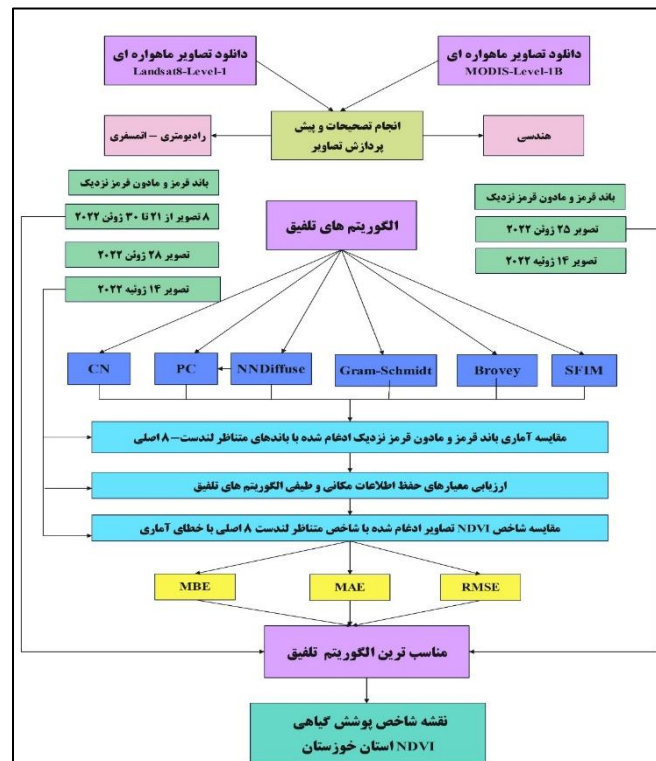 دانلود تصاویر ماهواره ای
Landsat8-Level-1
دانلود تصاویر ماهواره ای
MODIS-Level-1B
انجام تصحیحات و پیش
پردازش تصاویر
رادیومتری – اتمسفری
هندسی
باند قرمز و مادون قرمز نزدیک
۸ تصویر از ۲۱ تا ۳۰ ژوئن ۲۰۲۲
تصویر ۲۸ ژوئن ۲۰۲۲
تصویر ۱۴ ژوئیه ۲۰۲۲
الگوریتم های تلفیق
باند قرمز و مادون قرمز نزدیک
تصویر ۲۵ ژوئن ۲۰۲۲
تصویر ۱۴ ژوئیه ۲۰۲۲
CN
PC
NNDiffuse
Gram-Schmidt
Brovey
SFIM
مقایسه آماری باند قرمز و مادون قرمز نزدیک ادغام شده با باندهای متناظر لندست–۸ اصلی
ارزیابی معیارهای حفظ اطلاعات مکانی و طیفی الگوریتم های تلفیق
مقایسه شاخص NDVI تصاویر ادغام شده با شاخص متناظر لندست ۸ اصلی با خطای آماری
MBE
MAE
RMSE
مناسب ترین الگوریتم تلفیق
نقشه شاخص پوشش گیاهی
NDVI استان خوزستان